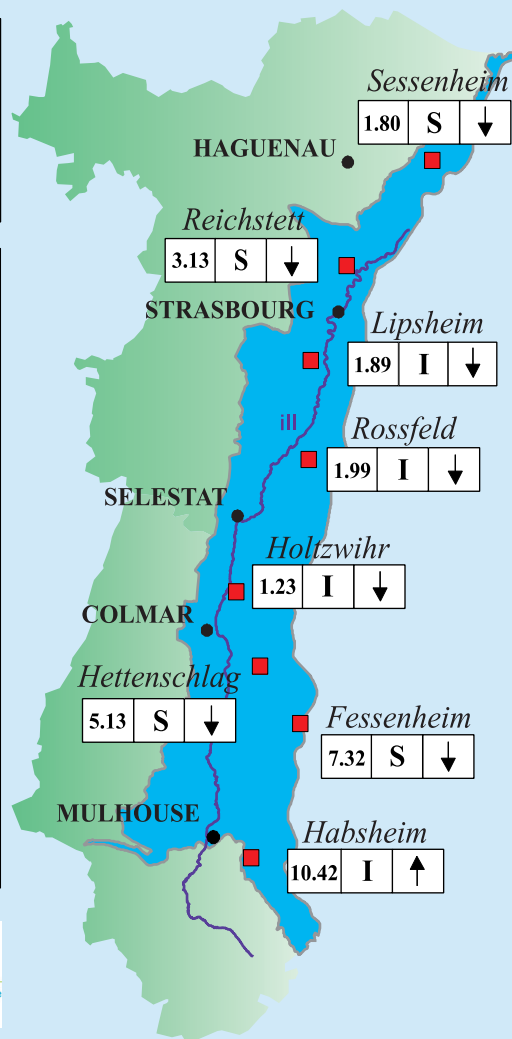 Sessenheim
1.80 S ↓
HAGUENAU
Reichstett
3.13 S ↓
STRASBOURG
Lipsheim
1.89 I ↓
ill
Rossfeld
1.99 I ↓
SELESTAT
Holtzwihr
1.23 I ↓
COLMAR
Hettenschlag
5.13 S ↓
Fessenheim
7.32 S ↓
MULHOUSE
Habsheim
10.42 I ↑